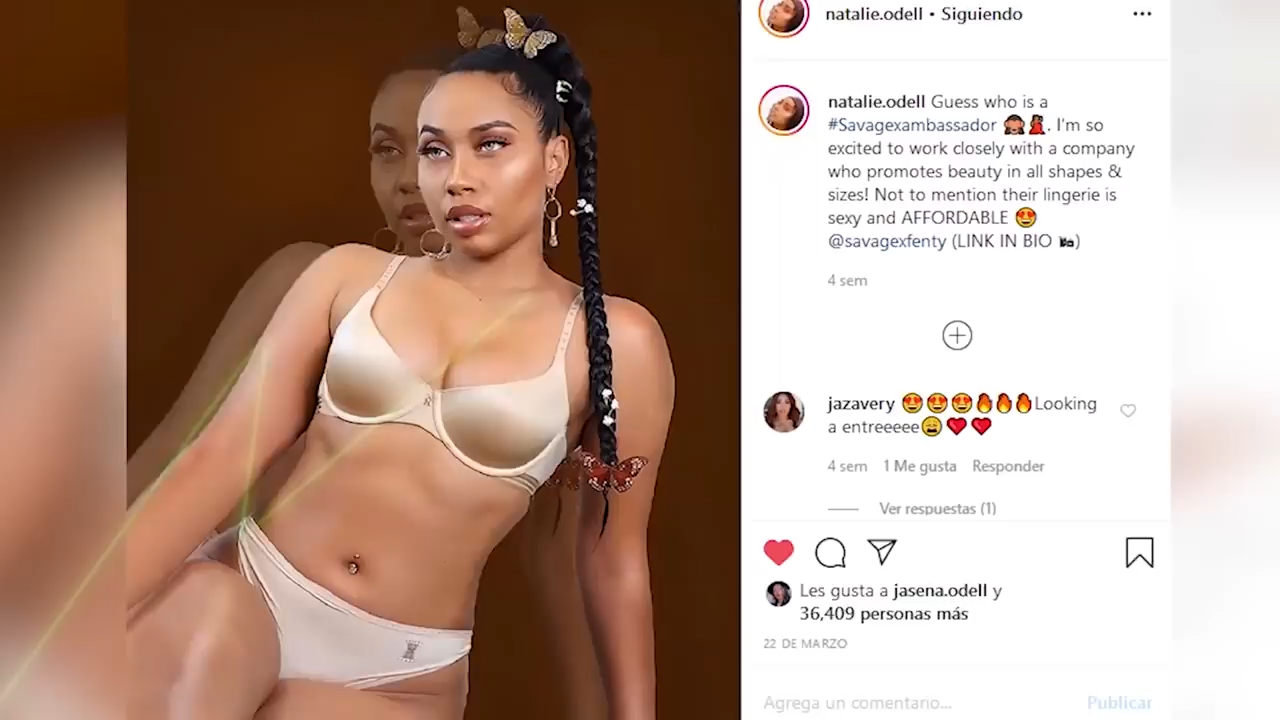 natalie.odell • Siguiendo
natalie.odell Guess who is a
#Savagexambassador 🙈💃. I'm so
excited to work closely with a company
who promotes beauty in all shapes &
sizes! Not to mention their lingerie is
sexy and AFFORDABLE 😍
@savagexfenty (LINK IN BIO)
4 sem
jazavery 😍😍😍🔥🔥🔥Looking
a entreeeee😩❤️❤️
4 sem 1 Me gusta Responder
Ver respuestas (1)
Les gusta a jasena.odell y
36,409 personas más
22 DE MARZO
Agrega un comentario... Publicar